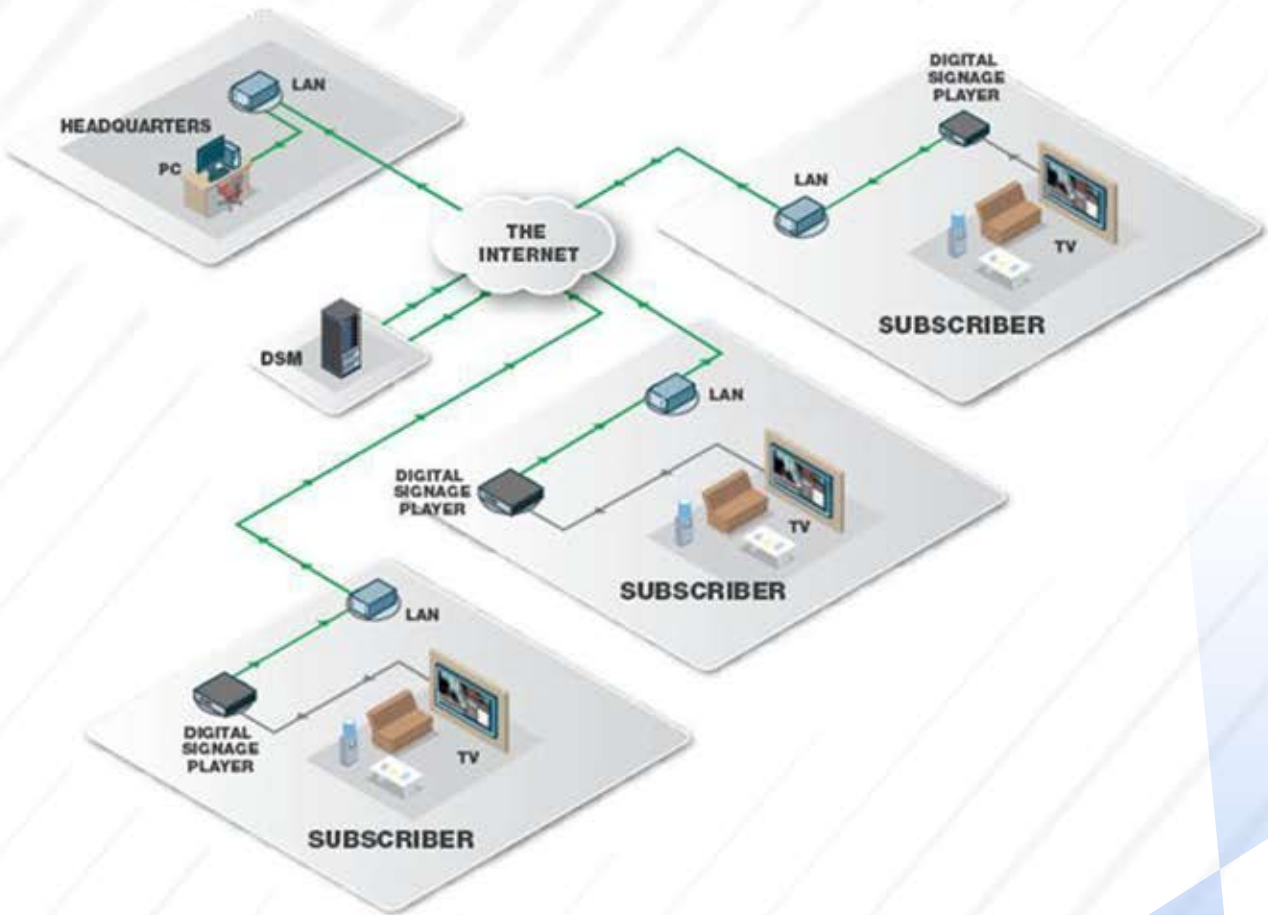 LAN
HEADQUARTERS
PC
DIGITAL
SIGNAGE
PLAYER
LAN
TV
SUBSCRIBER
THE
INTERNET
DSM
LAN
DIGITAL
SIGNAGE
PLAYER
TV
SUBSCRIBER
LAN
DIGITAL
SIGNAGE
PLAYER
TV
SUBSCRIBER